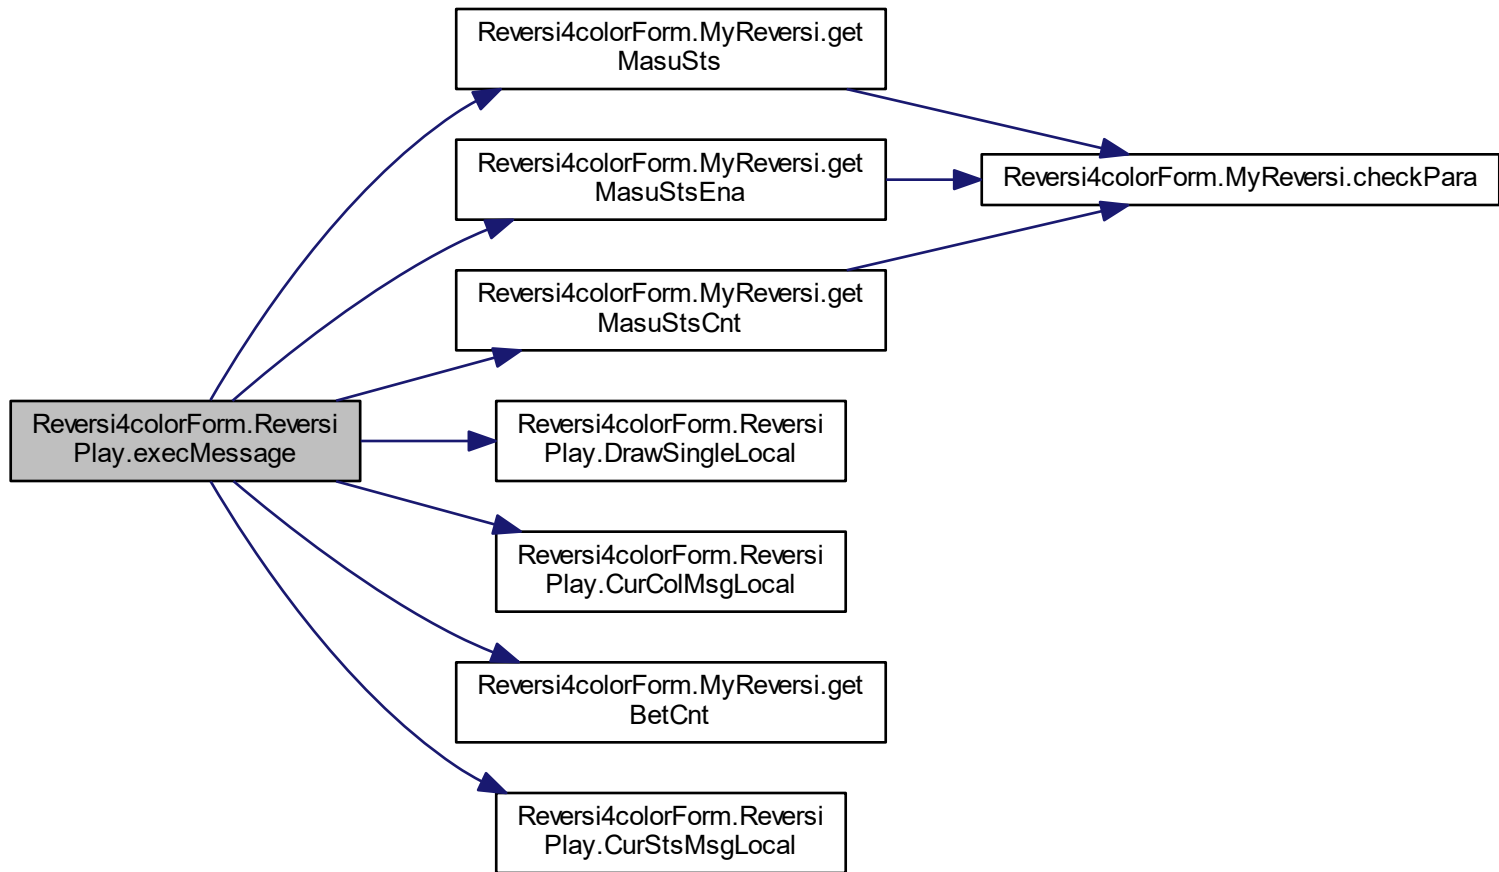 Reversi4colorForm.MyReversi.get
MasuSts
Reversi4colorForm.MyReversi.get
MasuStsEna
Reversi4colorForm.MyReversi.checkPara
Reversi4colorForm.MyReversi.get
MasuStsCnt
Reversi4colorForm.Reversi
Play.execMessage
Reversi4colorForm.Reversi
Play.DrawSingleLocal
Reversi4colorForm.Reversi
Play.CurColMsgLocal
Reversi4colorForm.MyReversi.get
BetCnt
Reversi4colorForm.Reversi
Play.CurStsMsgLocal